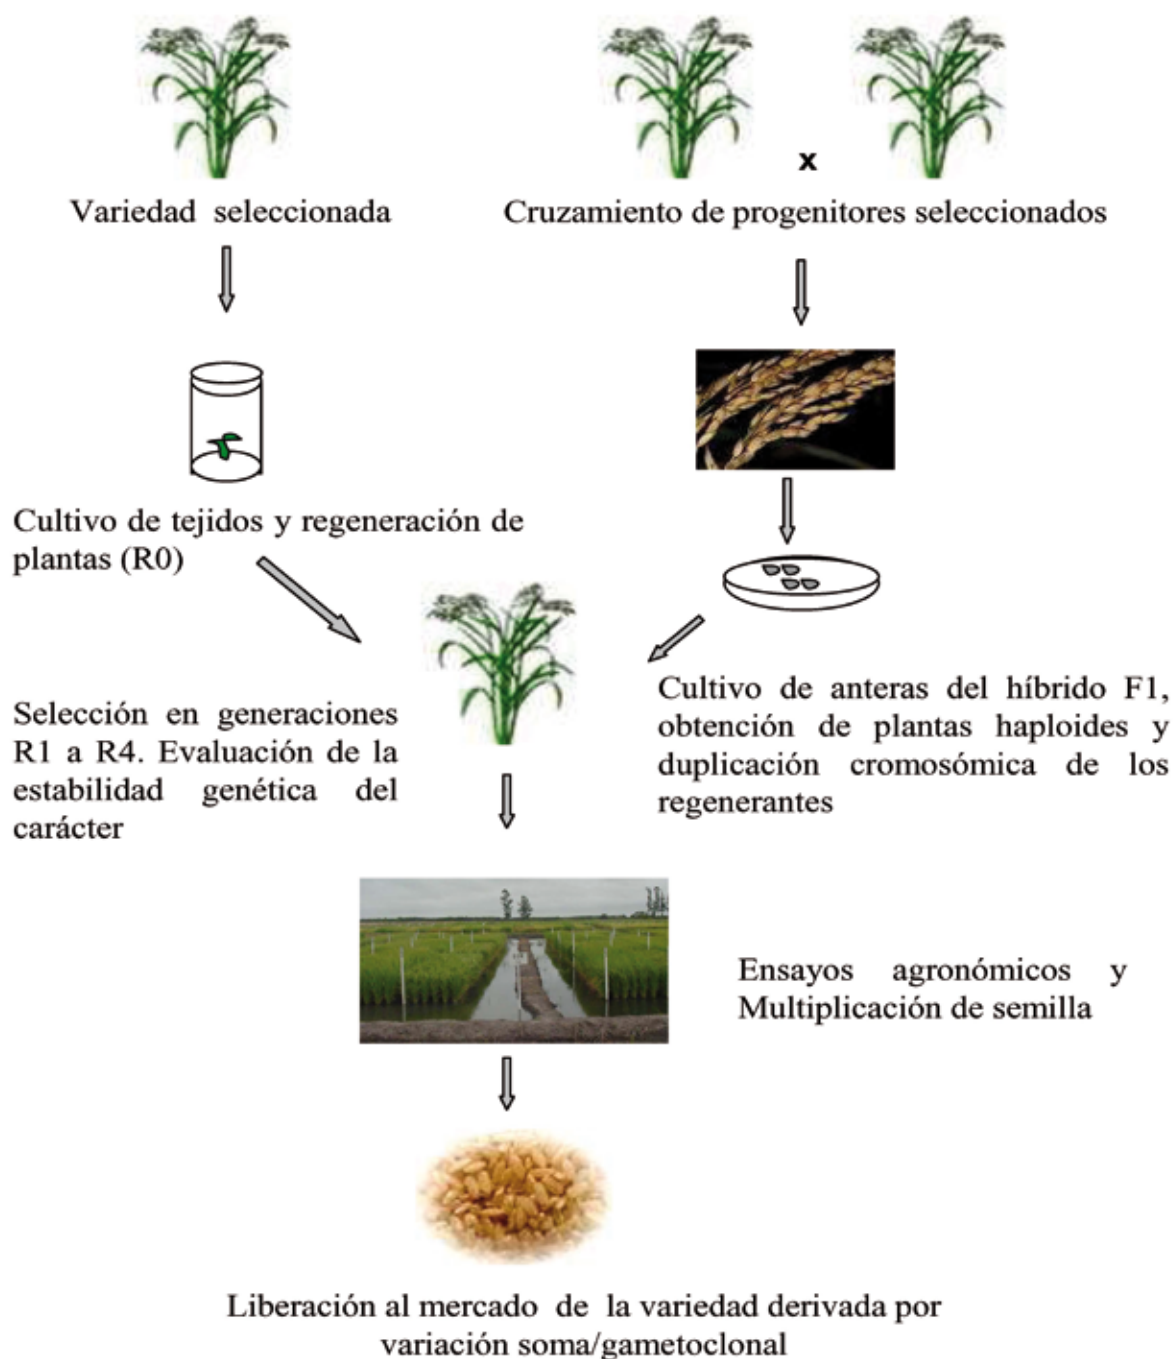 x
Variedad seleccionada
Cruzamiento de progenitores seleccionados
Cultivo de tejidos y regeneración de
plantas (R0)
Selección en generaciones
R1 a R4. Evaluación de la
estabilidad genética del
carácter
Cultivo de anteras del híbrido F1,
obtención de plantas haploides y
duplicación cromosómica de los
regenerantes
Ensayos agronómicos y
Multiplicación de semilla
Liberación al mercado de la variedad derivada por
variación soma/gametoclonal